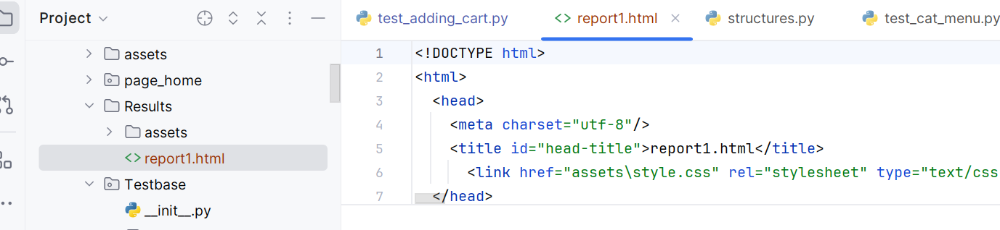 Project
assets
page_home
Results
assets
report1.html
Testbase
__init__.py
test_adding_cart.py
report1.html
structures.py
test_cat_menu.py
1 <!DOCTYPE html>
2 <html>
3 <head>
4 <meta charset="utf-8"/>
5 <title id="head-title">report1.html</title>
6 <link href="assets\style.css" rel="stylesheet" type="text/css
7 </head>